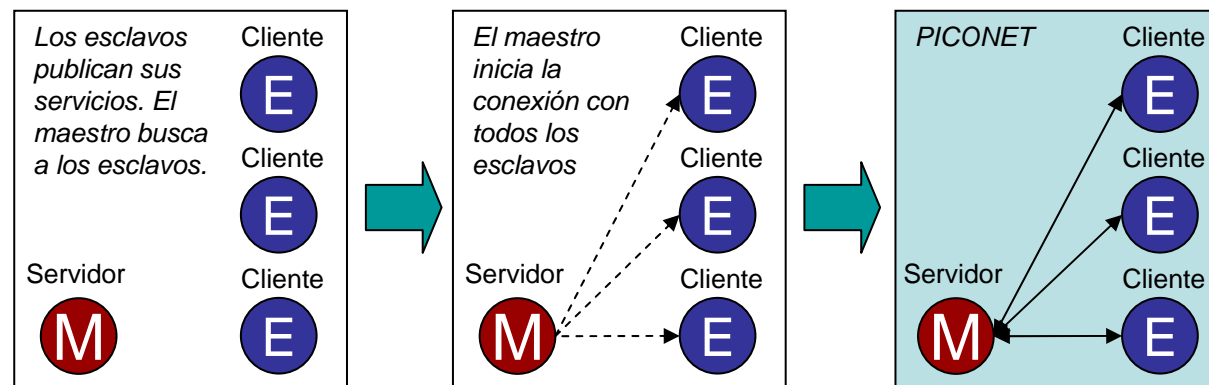 Los esclavos
publican sus
servicios. El
maestro busca
a los esclavos.
Cliente
E
Cliente
E
Servidor
M
Cliente
E
El maestro
inicia la
conexión con
todos los
esclavos
Cliente
E
Cliente
E
Servidor
M
Cliente
E
PICONET
Cliente
E
Cliente
E
Servidor
M
Cliente
E